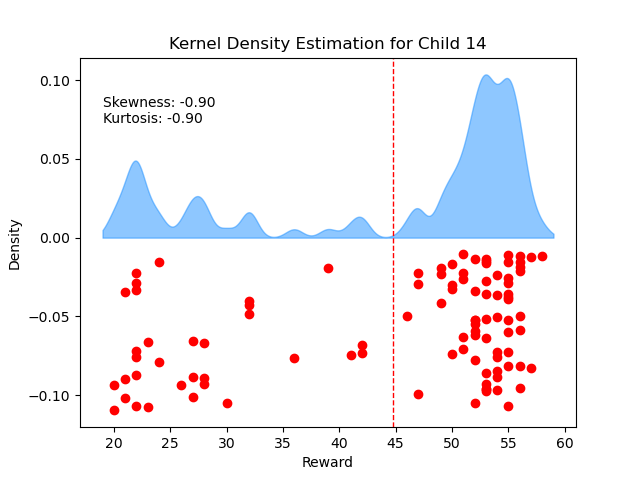 Kernel Density Estimation for Child 14
Skewness: -0.90
Kurtosis: -0.90
Density
0.10
0.05
0.00
−0.05
−0.10
20 25 30 35 40 45 50 55 60
Reward